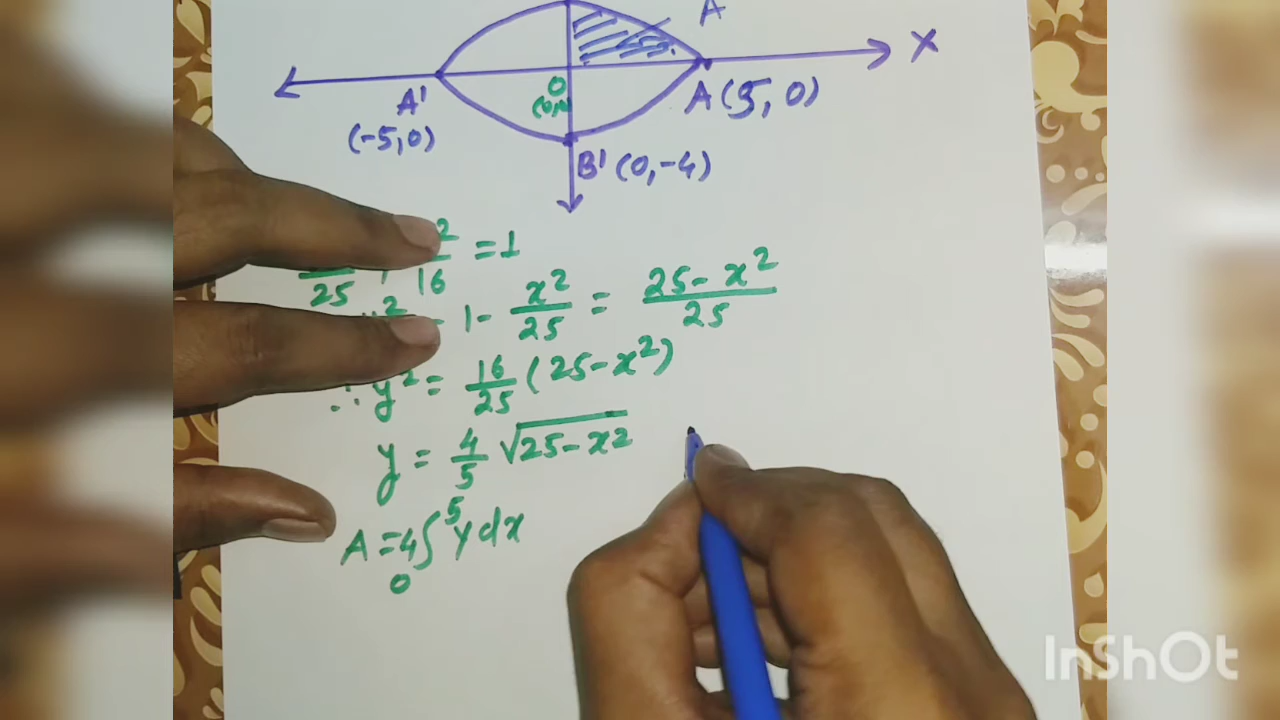 A
X
O
A'
A(5,0)
(-5,0)
B'(0,-4)
25 16 2 =1
1 - x²/25 = 25-x²/25
∴ y² = 16/25 (25-x²)
y = 4/5 √25-x2
A = 4∫₀⁵ y dx
InShOt